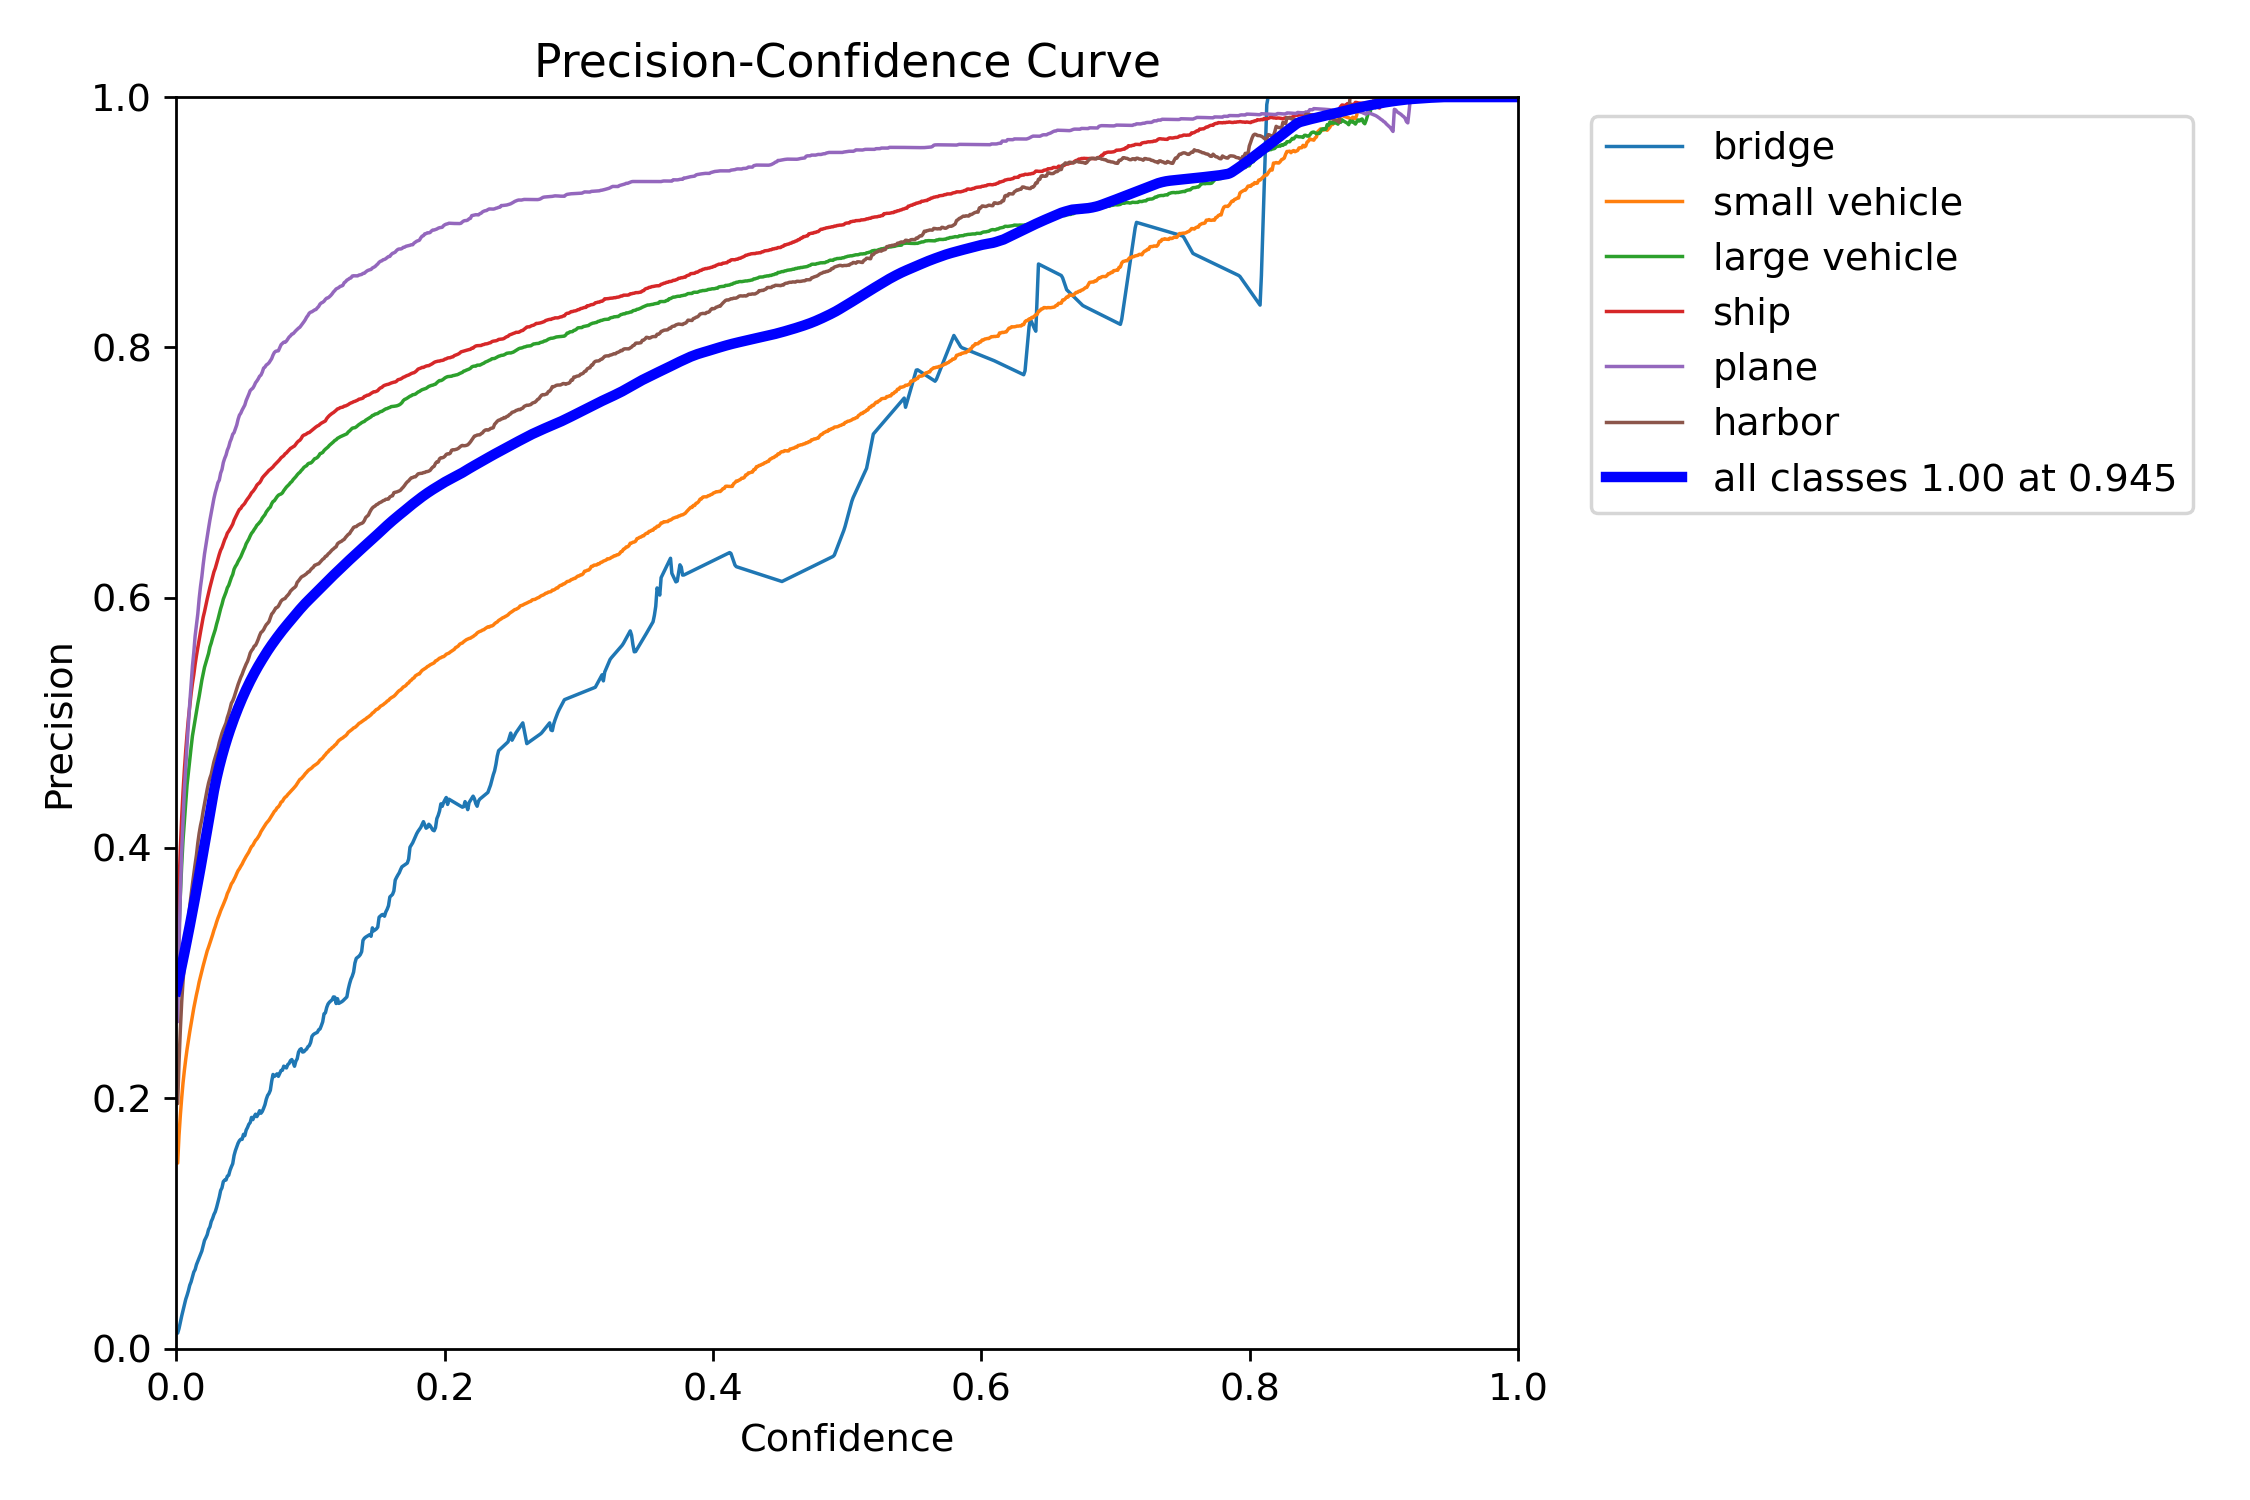 Precision-Confidence Curve
1.0
0.8
0.6
0.4
0.2
0.0
Precision
0.0 0.2 0.4 0.6 0.8 1.0
Confidence
bridge
small vehicle
large vehicle
ship
plane
harbor
all classes 1.00 at 0.945